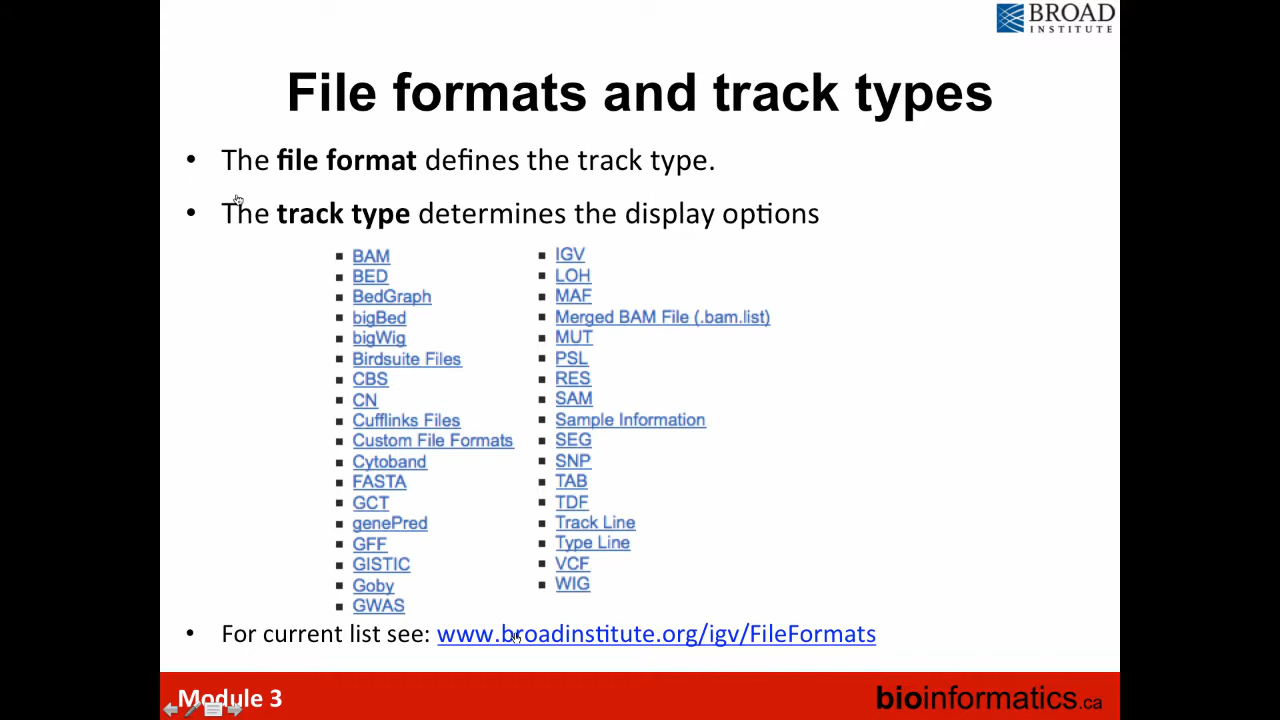 BROAD
INSTITUTE
File formats and track types
• The file format defines the track type.
• The track type determines the display options
BAM
BED
BedGraph
bigBed
bigWig
Birdsuite Files
CBS
CN
Cufflinks Files
Custom File Formats
Cytoband
FASTA
GCT
genePred
GFF
GISTIC
Goby
GWAS
IGV
LOH
MAF
Merged BAM File (.bam.list)
MUT
PSL
RES
SAM
Sample Information
SEG
SNP
TAB
TDF
Track Line
Type Line
VCF
WIG
• For current list see: www.broadinstitute.org/igv/FileFormats
Module 3
bioinformatics.ca